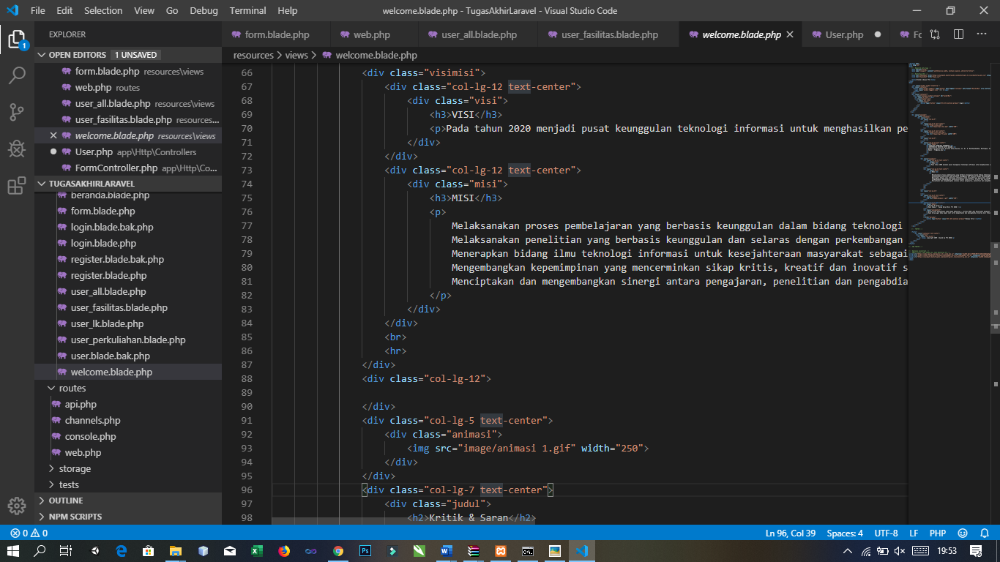 File Edit Selection View Go Debug Terminal Help welcome.blade.php - TugasAkhirLaravel - Visual Studio Code
EXPLORER
1
OPEN EDITORS 1 UNSAVED
form.blade.php resources\views
web.php routes
user_all.blade.php resources\views
user_fasilitas.blade.php resources...
welcome.blade.php resources\views
User.php app\Http\Controllers
FormController.php app\Http\Co...
TUGASAKHIRLARAVEL
beranda.blade.php
form.blade.php
login.blade.bak.php
login.blade.php
register.blade.bak.php
register.blade.php
user_all.blade.php
user_fasilitas.blade.php
user_lk.blade.php
user_perkuliahan.blade.php
user.blade.bak.php
welcome.blade.php
routes
api.php
channels.php
console.php
web.php
storage
tests
OUTLINE
NPM SCRIPTS
form.blade.php web.php user_all.blade.php user_fasilitas.blade.php welcome.blade.php User.php Fo
resources > views > welcome.blade.php
66 <div class="visimisi">
67 <div class="col-lg-12 text-center">
68 <div class="visi">
69 <h3>VISI</h3>
70 <p>Pada tahun 2020 menjadi pusat keunggulan teknologi informasi untuk menghasilkan pe
71 </div>
72 </div>
73 <div class="col-lg-12 text-center">
74 <div class="misi">
75 <h3>MISI</h3>
76 <p>
77 Melaksanakan proses pembelajaran yang berbasis keunggulan dalam bidang teknologi
78 Melaksanakan penelitian yang berbasis keunggulan dan selaras dengan perkembangan
79 Menerapkan bidang ilmu teknologi informasi untuk kesejahteraan masyarakat sebagai
80 Mengembangkan kepemimpinan yang mencerminkan sikap kritis, kreatif dan inovatif s
81 Menciptakan dan mengembangkan sinergi antara pengajaran, penelitian dan pengabdia
82 </p>
83 </div>
84 </div>
85 <br>
86 <hr>
87 </div>
88 <div class="col-lg-12">
89
90 </div>
91 <div class="col-lg-5 text-center">
92 <div class="animasi">
93 <img src="image/animasi 1.gif" width="250">
94 </div>
95 </div>
96 <div class="col-lg-7 text-center">
97 <div class="judul">
98 <h2>Kritik & Saran</h2>
0 0 Ln 96, Col 39 Spaces: 4 UTF-8 LF PHP
19:53